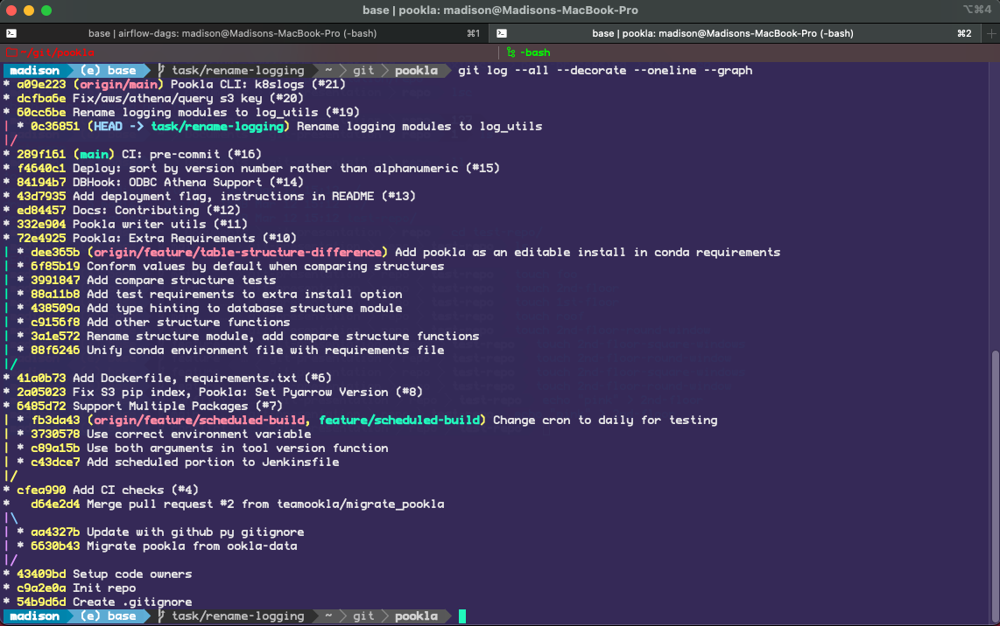 base | pookla: madison@Madisons-MacBook-Pro
⌥⌘4
base | airflow-dags: madison@Madisons-MacBook-Pro (-bash) ⌘1
base | pookla: madison@Madisons-MacBook-Pro (-bash) ⌘2
~/git/pookla
-bash
madison (e) base task/rename-logging ~ git pookla git log --all --decorate --oneline --graph
* a09e223 (origin/main) Pookla CLI: k8slogs (#21)
* dcfba6e Fix/aws/athena/query s3 key (#20)
* 60cc6be Rename logging modules to log_utils (#19)
| * 0c36851 (HEAD -> task/rename-logging) Rename logging modules to log_utils
|/
* 289f161 (main) CI: pre-commit (#16)
* f4640c1 Deploy: sort by version number rather than alphanumeric (#15)
* 84194b7 DBHook: ODBC Athena Support (#14)
* 43d7935 Add deployment flag, instructions in README (#13)
* ed84457 Docs: Contributing (#12)
* 332e904 Pookla writer utils (#11)
* 72e4925 Pookla: Extra Requirements (#10)
| * dee365b (origin/feature/table-structure-difference) Add pookla as an editable install in conda requirements
| * 6f85b19 Conform values by default when comparing structures
| * 3991847 Add compare structure tests
| * 88a11b8 Add test requirements to extra install option
| * 438509a Add type hinting to database structure module
| * c9156f8 Add other structure functions
| * 3a1e572 Rename structure module, add compare structure functions
| * 88f6246 Unify conda environment file with requirements file
|/
* 41a0b73 Add Dockerfile, requirements.txt (#6)
* 2a05023 Fix S3 pip index, Pookla: Set Pyarrow Version (#8)
* 6485d72 Support Multiple Packages (#7)
| * fb3da43 (origin/feature/scheduled-build, feature/scheduled-build) Change cron to daily for testing
| * 3730578 Use correct environment variable
| * c89a15b Use both arguments in tool version function
| * c43dce7 Add scheduled portion to Jenkinsfile
|/
* cfea990 Add CI checks (#4)
*   d64e2d4 Merge pull request #2 from teamookla/migrate_pookla
|\
| * aa4327b Update with github py gitignore
| * 6630b43 Migrate pookla from ookla-data
|/
* 43409bd Setup code owners
* c9a2e0a Init repo
* 54b9d6d Create .gitignore
madison (e) base task/rename-logging ~ git pookla